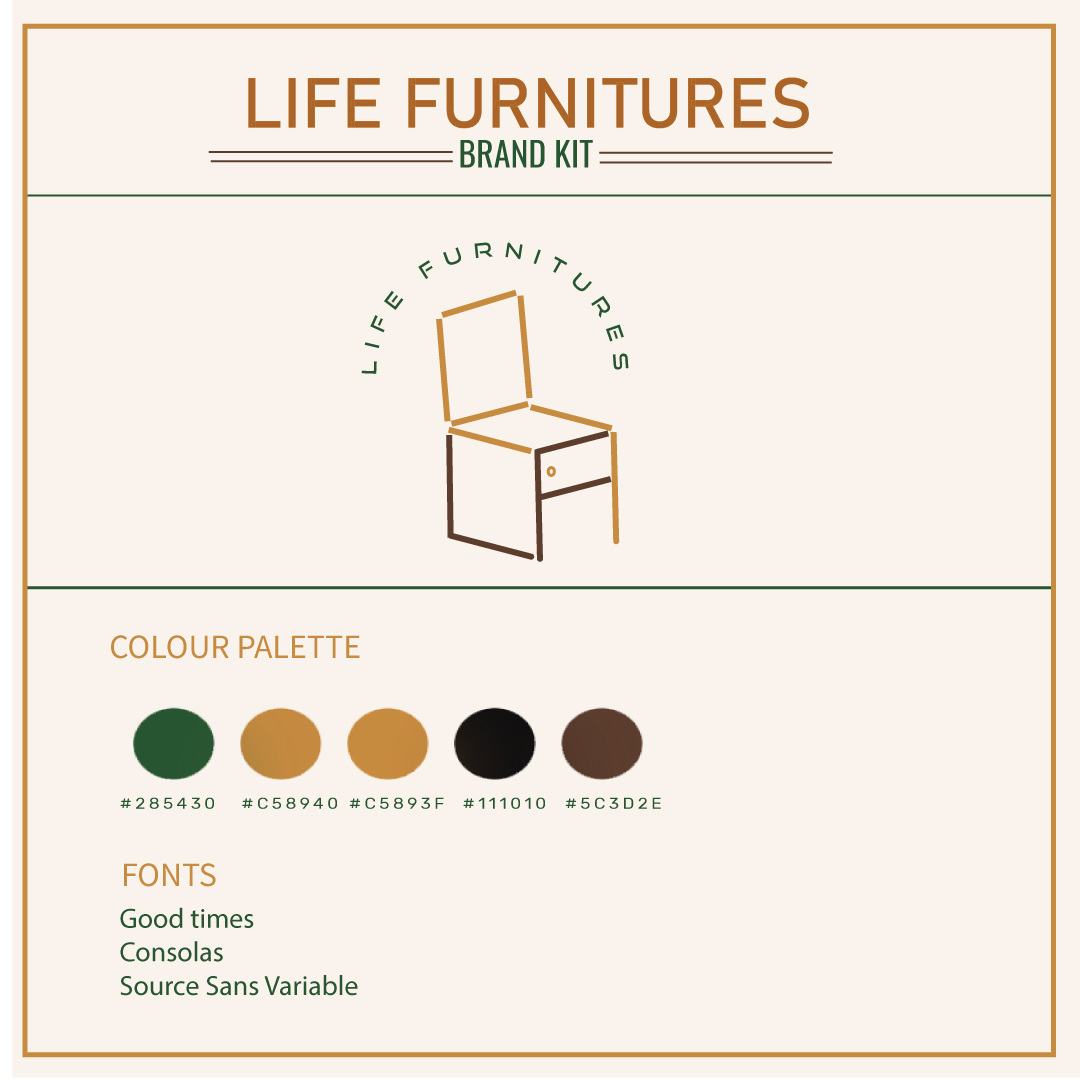 LIFE FURNITURES
BRAND KIT
LIFE FURNITURES
COLOUR PALETTE
#285430 #C58940 #C5893F #111010 #5C3D2E
FONTS
Good times
Consolas
Source Sans Variable